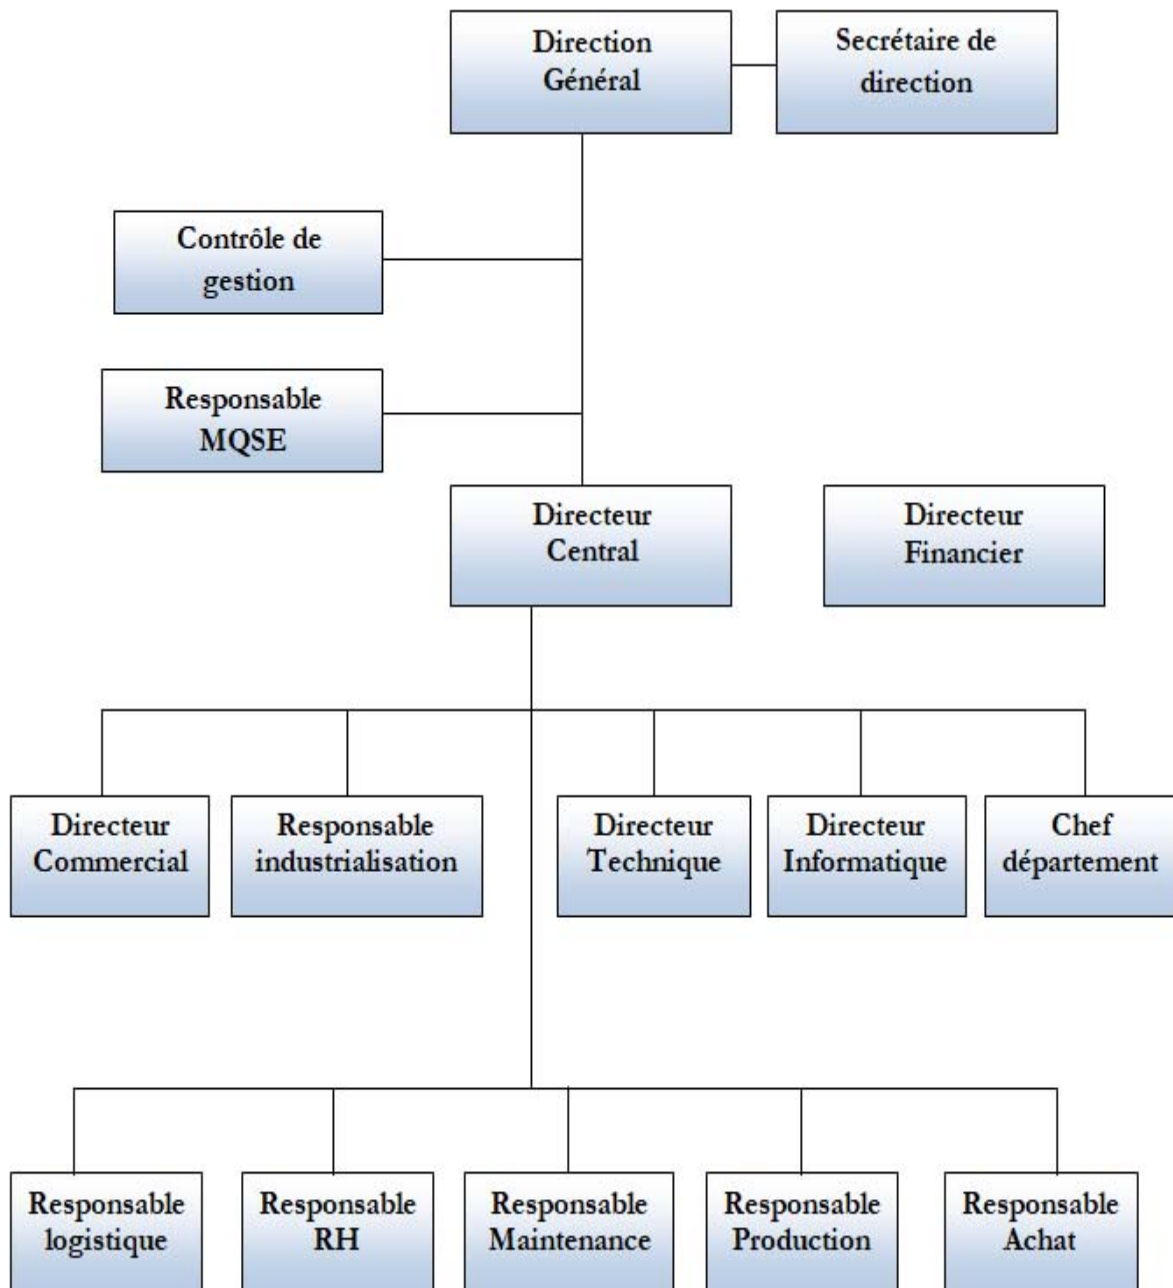 Direction
Général
Secrétaire de
direction
Contrôle de
gestion
Responsable
MQSE
Directeur
Central
Directeur
Financier
Directeur
Commercial
Responsable
industrialisation
Directeur
Technique
Directeur
Informatique
Chef
département
Responsable
logistique
Responsable
RH
Responsable
Maintenance
Responsable
Production
Responsable
Achat